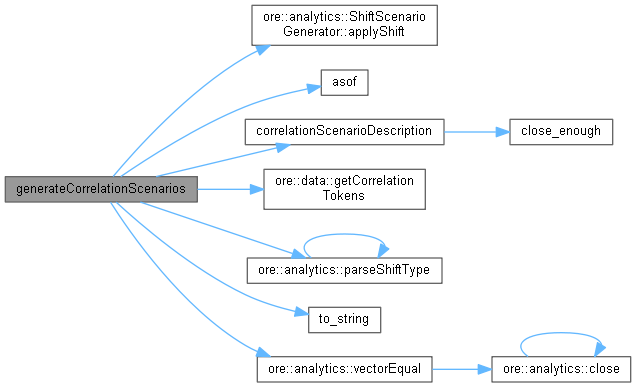 ore::analytics::ShiftScenario
Generator::applyShift
asof
correlationScenarioDescription
close_enough
generateCorrelationScenarios
ore::data::getCorrelation
Tokens
ore::analytics::parseShiftType
to_string
ore::analytics::vectorEqual
ore::analytics::close